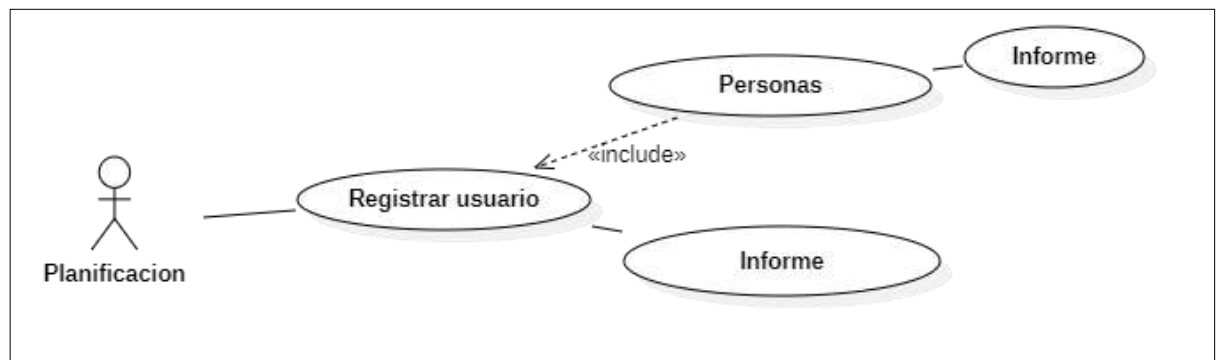 Informe
Personas
«include»
Registrar usuario
Informe
Planificacion